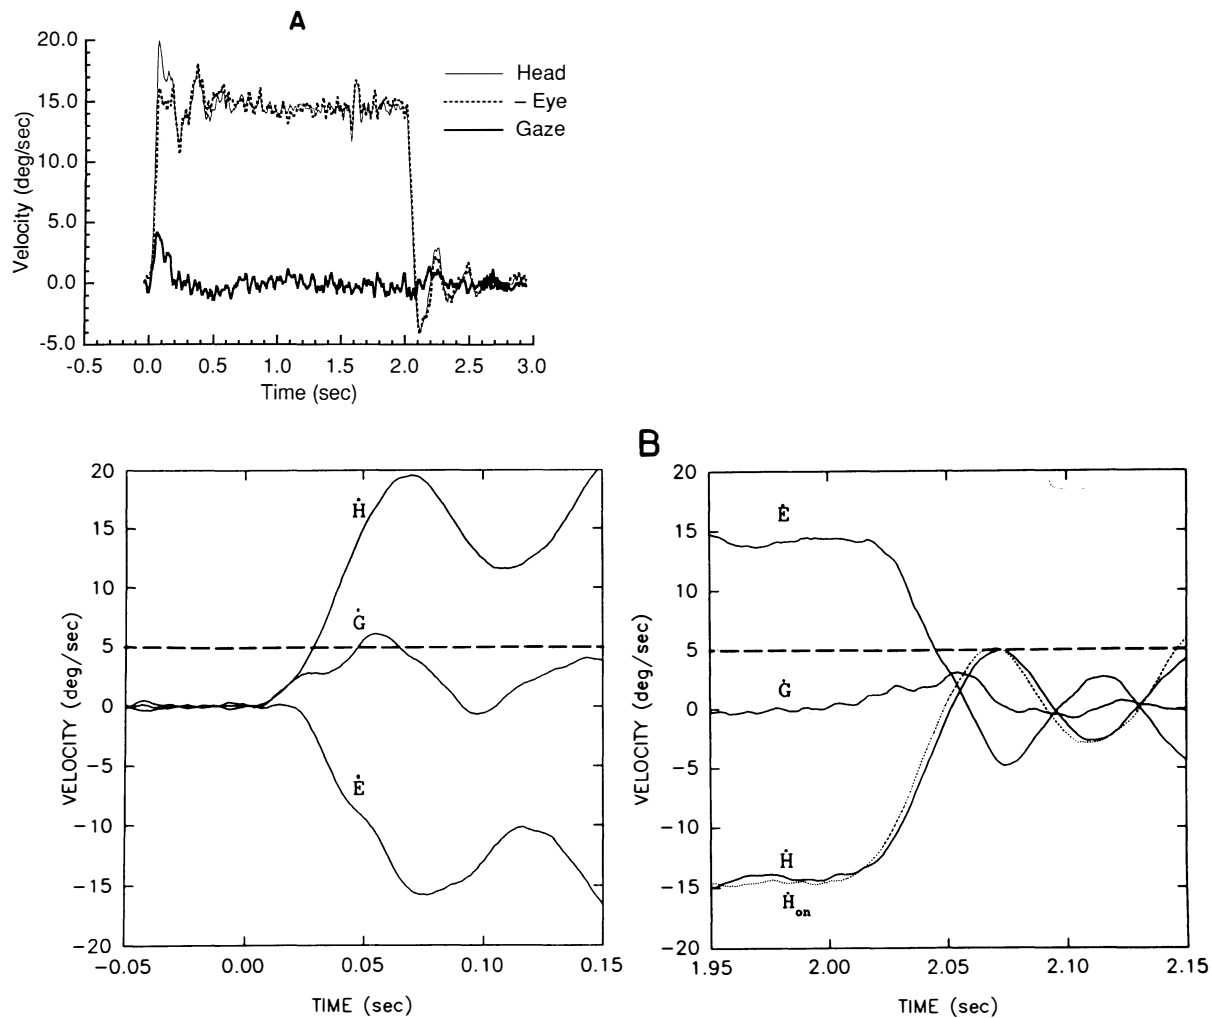 A
20.0
15.0
10.0
5.0
0.0
-5.0
Velocity (deg/sec)
-0.5 0.0 0.5 1.0 1.5 2.0 2.5 3.0
Time (sec)
Head
– Eye
Gaze
B
20
15
10
5
0
−5
−10
−15
−20
VELOCITY (deg/sec)
Ḣ
Ġ
Ė
−0.05 0.00 0.05 0.10 0.15
TIME (sec)
20
15
10
5
0
−5
−10
−15
−20
VELOCITY (deg/sec)
Ė
Ġ
Ḣ
Ḣon
1.95 2.00 2.05 2.10 2.15
TIME (sec)